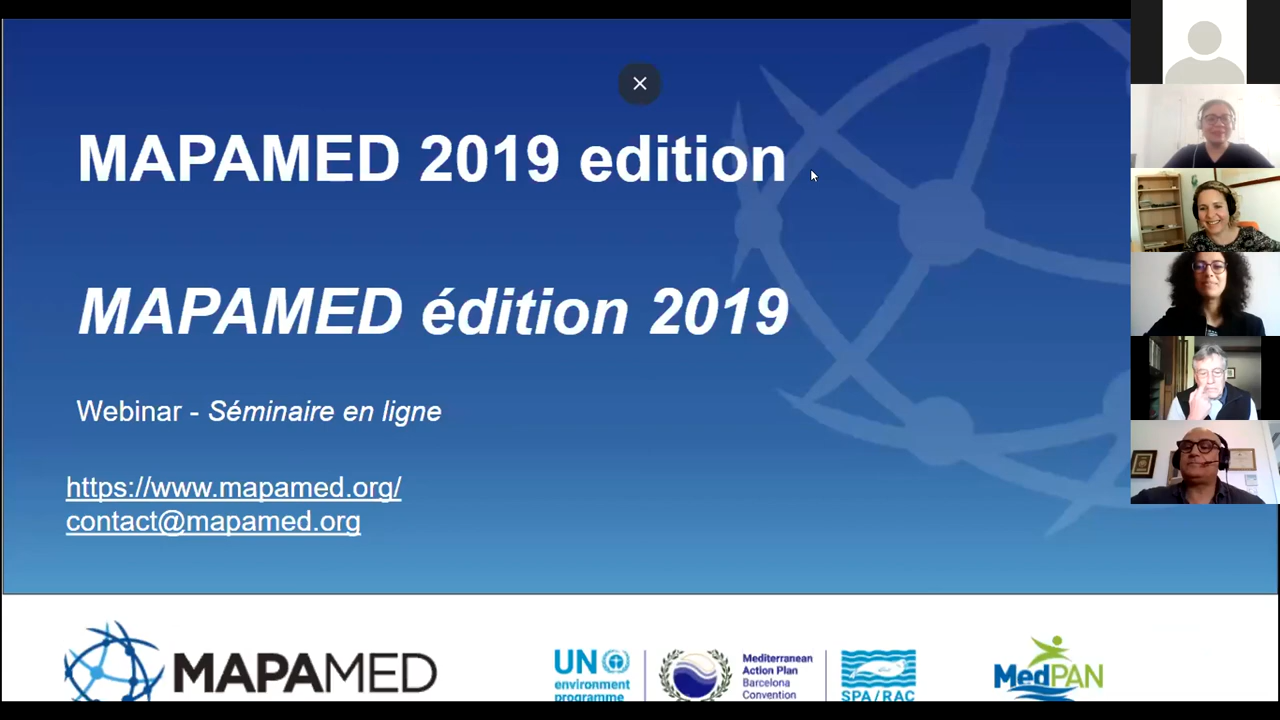 MAPAMED 2019 edition
MAPAMED édition 2019
Webinar - Séminaire en ligne
https://www.mapamed.org/
contact@mapamed.org
MAPAMED
UN
environment
programme
Mediterranean
Action Plan
Barcelona
Convention
SPA/RAC
MedPAN